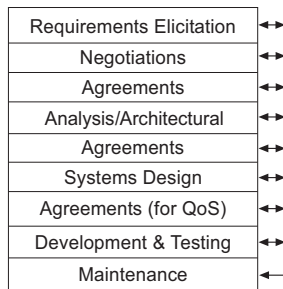 Requirements Elicitation
Negotiations
Agreements
Analysis/Architectural
Agreements
Systems Design
Agreements (for QoS)
Development & Testing
Maintenance